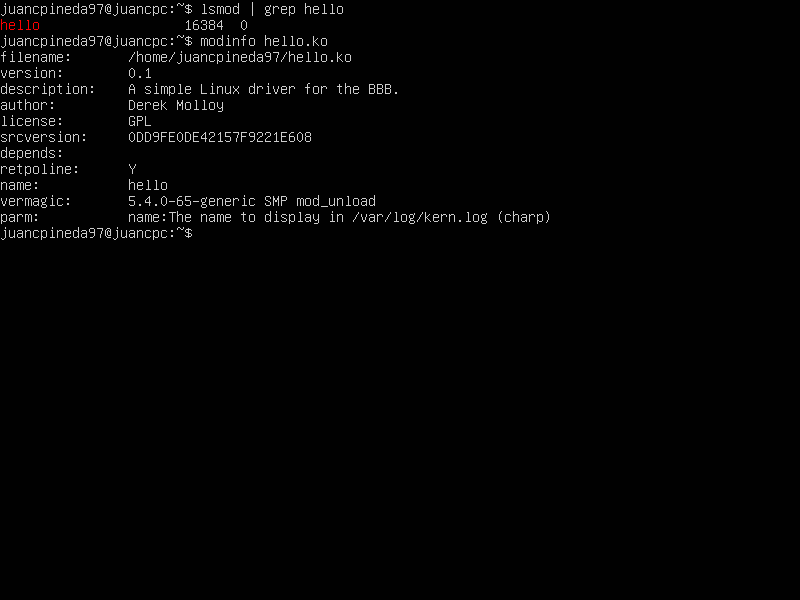 juancpineda97@juancpc:~$ lsmod | grep hello
hello                  16384  0
juancpineda97@juancpc:~$ modinfo hello.ko
filename:       /home/juancpineda97/hello.ko
version:        0.1
description:    A simple Linux driver for the BBB.
author:         Derek Molloy
license:        GPL
srcversion:     0DD9FE0DE42157F9221E608
depends:
retpoline:      Y
name:           hello
vermagic:       5.4.0-65-generic SMP mod_unload
parm:           name:The name to display in /var/log/kern.log (charp)
juancpineda97@juancpc:~$